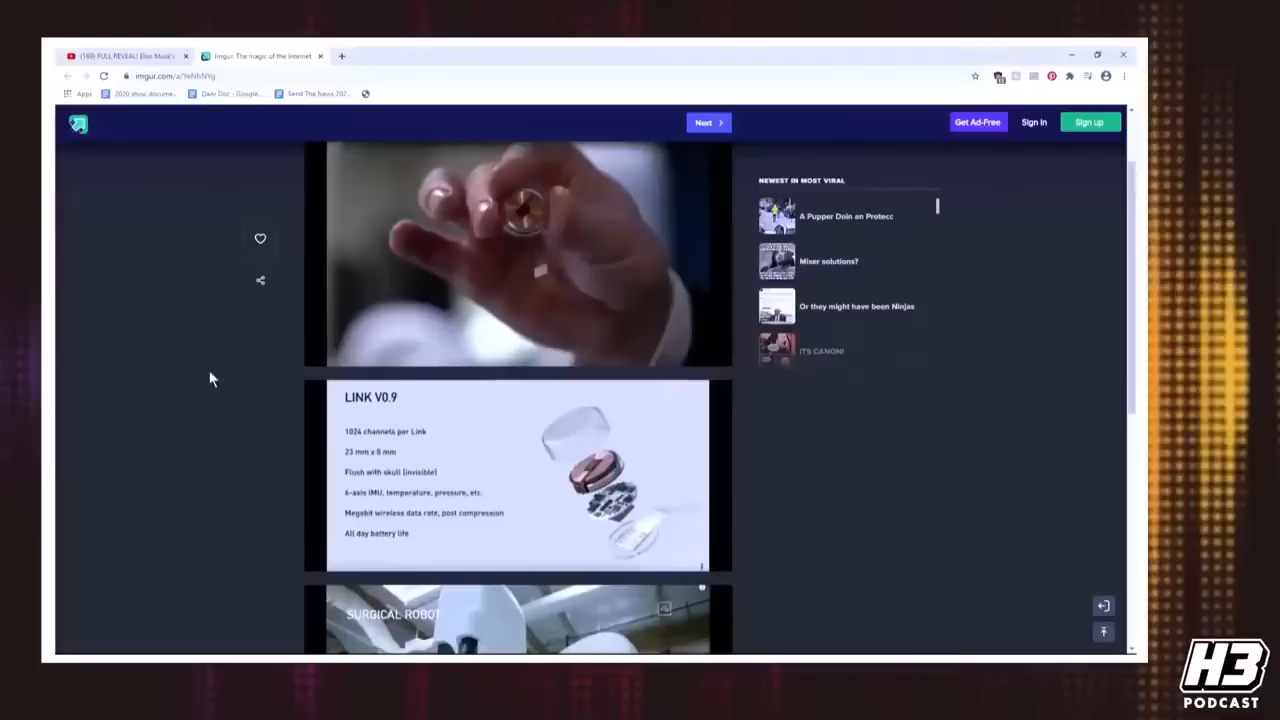 (169) FULL REVEAL! Elon Musk's
Imgur: The magic of the Internet
imgur.com/a/YeNhNYg
Apps
2020 show docume...
Daily Doc - Google...
Send The News 202...
Next
Get Ad-Free
Sign in
Sign up
NEWEST IN MOST VIRAL
A Pupper Doin an Protecc
Mixer solutions?
Or they might have been Ninjas
ITS CANON!
LINK V0.9
1024 channels per Link
23 mm x 8 mm
Flush with skull (invisible)
6-axis IMU, temperature, pressure, etc.
Megabit wireless data rate, post compression
All day battery life
SURGICAL ROBOT
H3
PODCAST